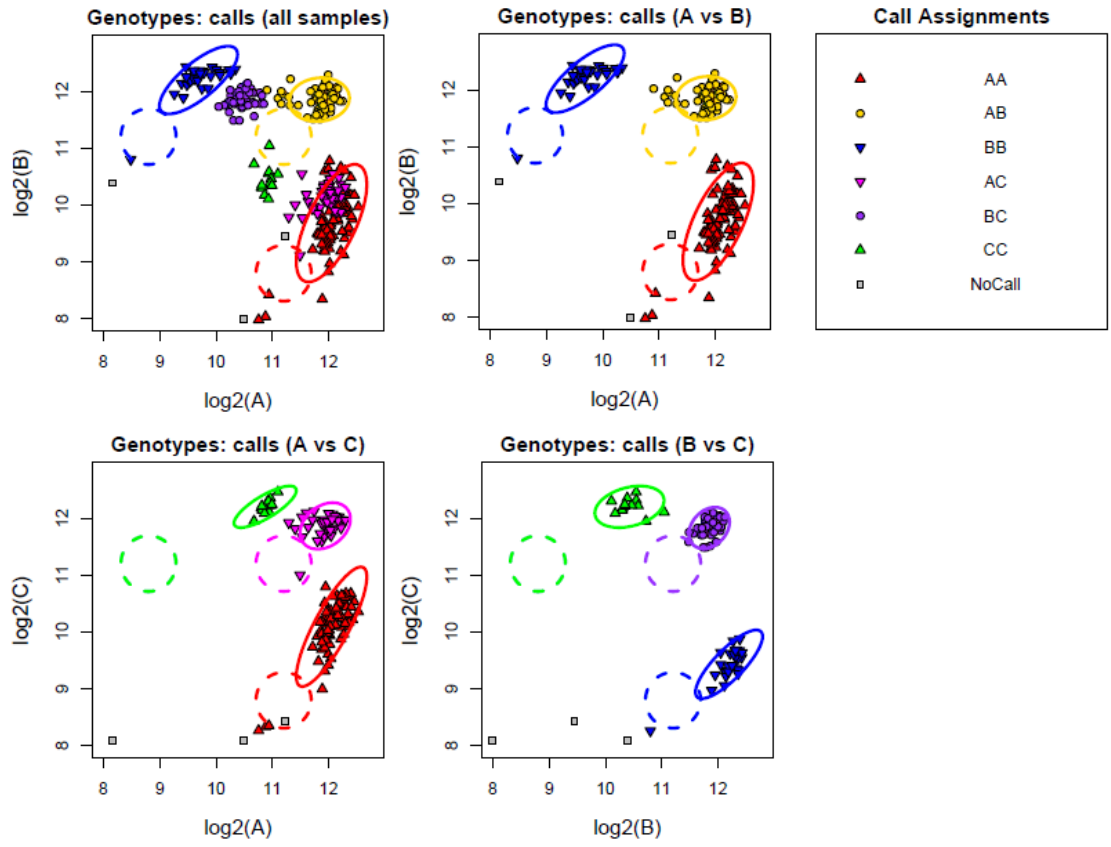 Genotypes: calls (all samples)
Genotypes: calls (A vs B)
Call Assignments
log2(B)
12
11
10
9
8
8 9 10 11 12
log2(A)
log2(B)
12
11
10
9
8
8 9 10 11 12
log2(A)
AA
AB
BB
AC
BC
CC
NoCall
Genotypes: calls (A vs C)
Genotypes: calls (B vs C)
log2(C)
12
11
10
9
8
8 9 10 11 12
log2(A)
log2(C)
12
11
10
9
8
8 9 10 11 12
log2(B)